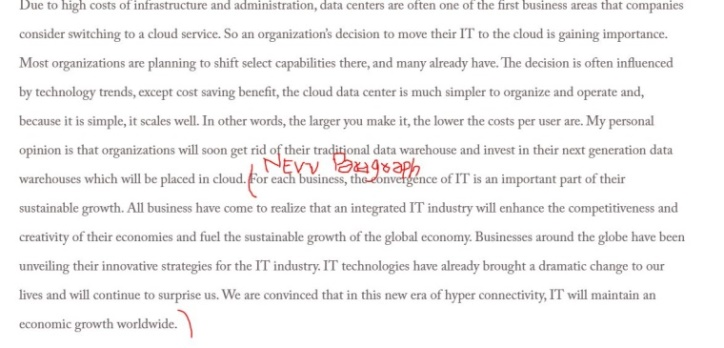 Due to high costs of infrastructure and administration, data centers are often one of the first business areas that companies
consider switching to a cloud service. So an organization's decision to move their IT to the cloud is gaining importance.
Most organizations are planning to shift select capabilities there, and many already have. The decision is often influenced
by technology trends, except cost saving benefit, the cloud data center is much simpler to organize and operate and,
because it is simple, it scales well. In other words, the larger you make it, the lower the costs per user are. My personal
opinion is that organizations will soon get rid of their traditional data warehouse and invest in their next generation data
NEW Paragraph
warehouses which will be placed in cloud. (For each business, the convergence of IT is an important part of their
sustainable growth. All business have come to realize that an integrated IT industry will enhance the competitiveness and
creativity of their economies and fuel the sustainable growth of the global economy. Businesses around the globe have been
unveiling their innovative strategies for the IT industry. IT technologies have already brought a dramatic change to our
lives and will continue to surprise us. We are convinced that in this new era of hyper connectivity, IT will maintain an
economic growth worldwide. )